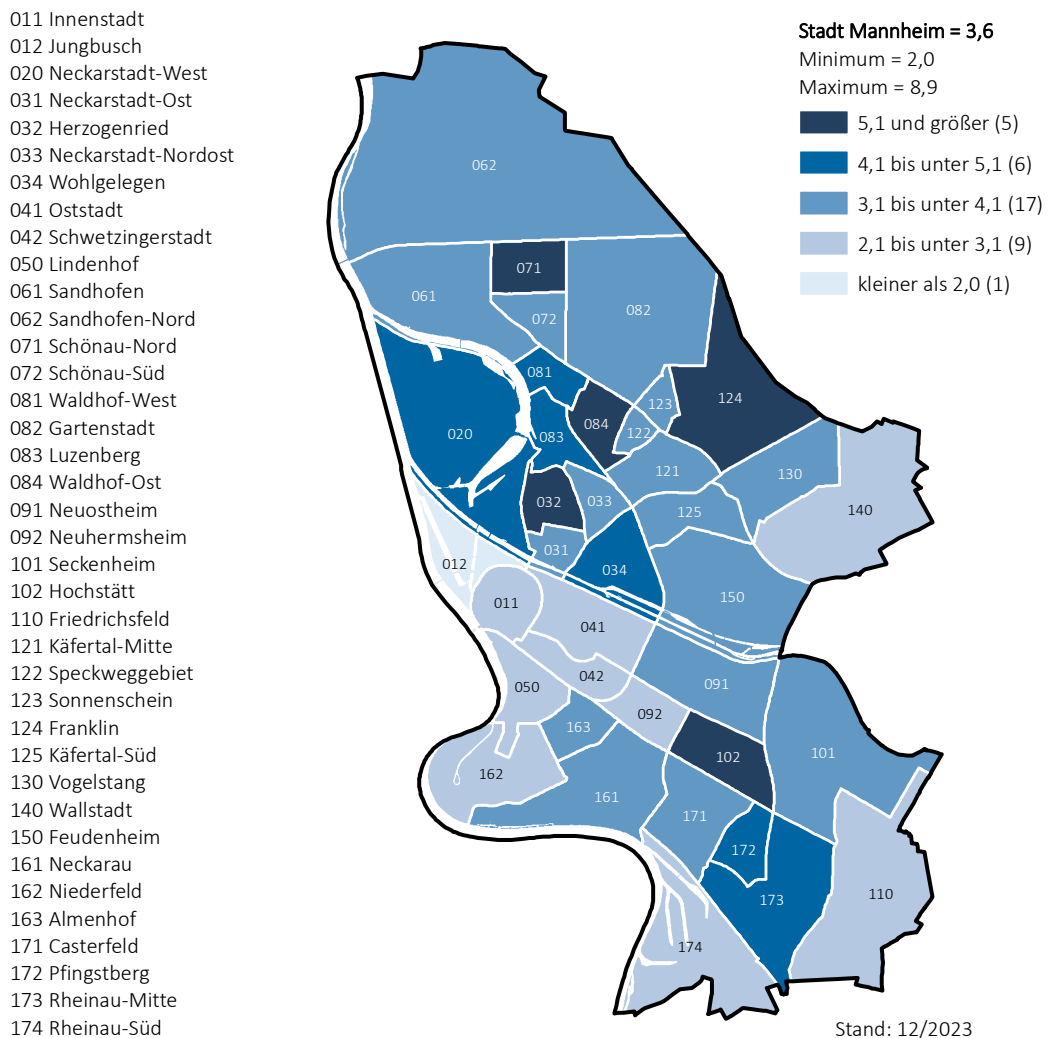 011 Innenstadt
012 Jungbusch
020 Neckarstadt-West
031 Neckarstadt-Ost
032 Herzogenried
033 Neckarstadt-Nordost
034 Wohlgelegen
041 Oststadt
042 Schwetzingerstadt
050 Lindenhof
061 Sandhofen
062 Sandhofen-Nord
071 Schönau-Nord
072 Schönau-Süd
081 Waldhof-West
082 Gartenstadt
083 Luzenberg
084 Waldhof-Ost
091 Neuostheim
092 Neuhermsheim
101 Seckenheim
102 Hochstätt
110 Friedrichsfeld
121 Käfertal-Mitte
122 Speckweggebiet
123 Sonnenschein
124 Franklin
125 Käfertal-Süd
130 Vogelstang
140 Wallstadt
150 Feudenheim
161 Neckarau
162 Niederfeld
163 Almenhof
171 Casterfeld
172 Pfingstberg
173 Rheinau-Mitte
174 Rheinau-Süd
Stadt Mannheim = 3,6
Minimum = 2,0
Maximum = 8,9
5,1 und größer (5)
4,1 bis unter 5,1 (6)
3,1 bis unter 4,1 (17)
2,1 bis unter 3,1 (9)
kleiner als 2,0 (1)
062
071
061
072
082
081
123
124
084
020
083
122
121
130
032
033
125
140
031
012
034
150
011
041
042
050
091
092
163
102
101
162
161
171
172
173
110
174
Stand: 12/2023